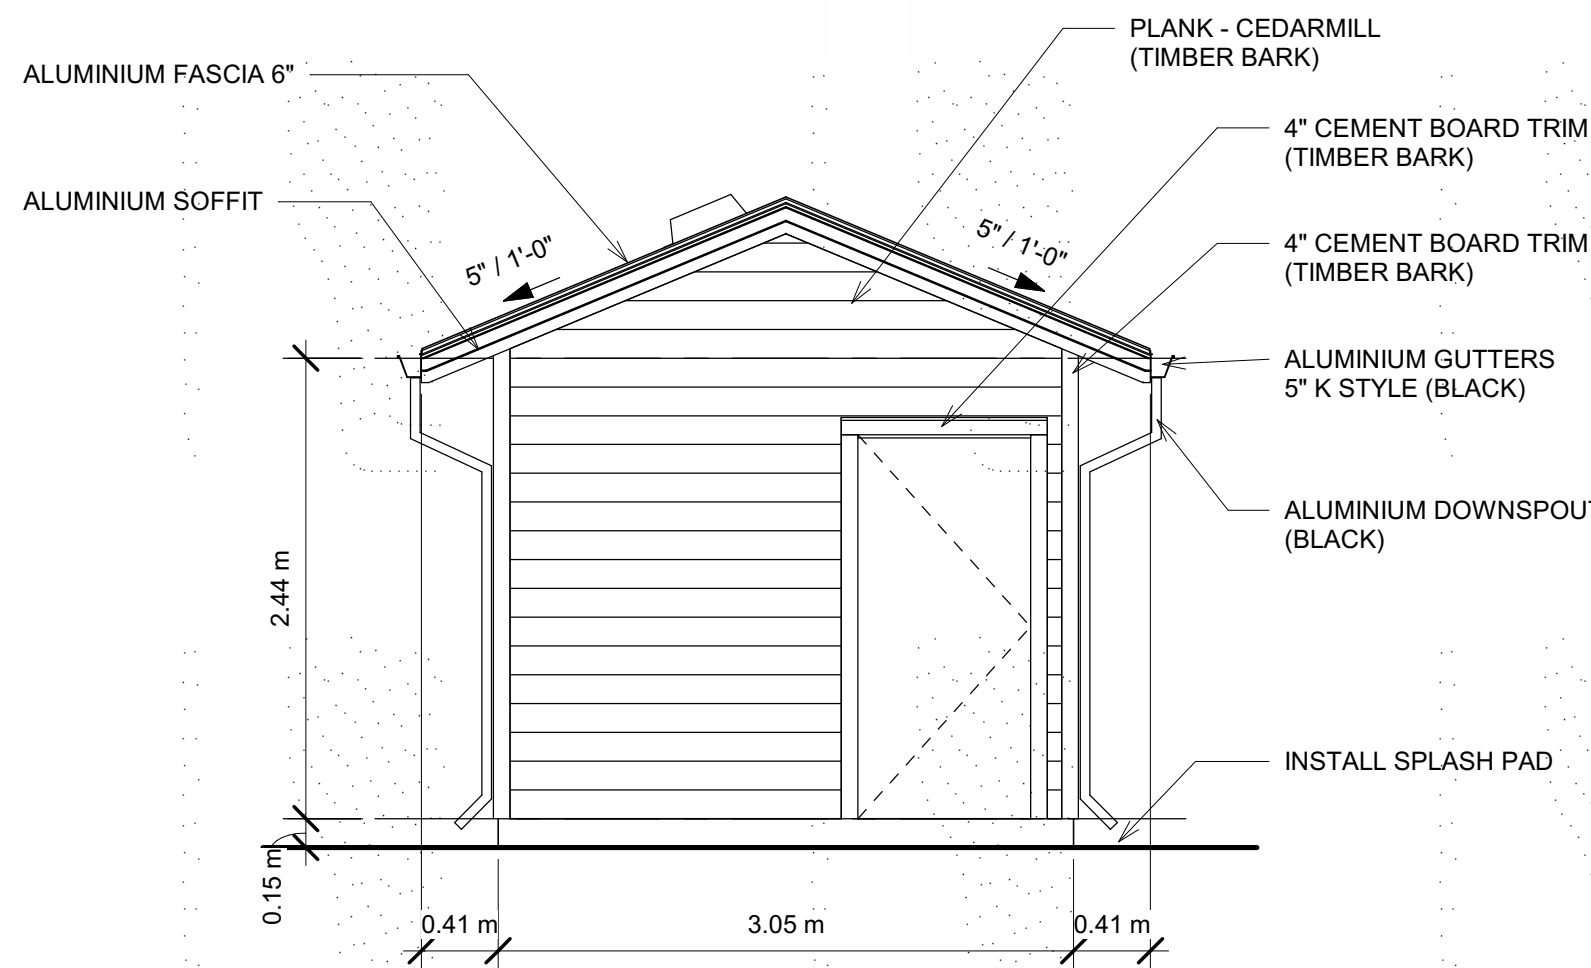 PLANK - CEDARMILL
(TIMBER BARK)
ALUMINIUM FASCIA 6"
4" CEMENT BOARD TRIM
(TIMBER BARK)
ALUMINIUM SOFFIT
5" / 1'-0"
5" / 1'-0"
4" CEMENT BOARD TRIM
(TIMBER BARK)
ALUMINIUM GUTTERS
5" K STYLE (BLACK)
ALUMINIUM DOWNSPOUT
(BLACK)
2.44 m
INSTALL SPLASH PAD
0.15 m
0.41 m
3.05 m
0.41 m